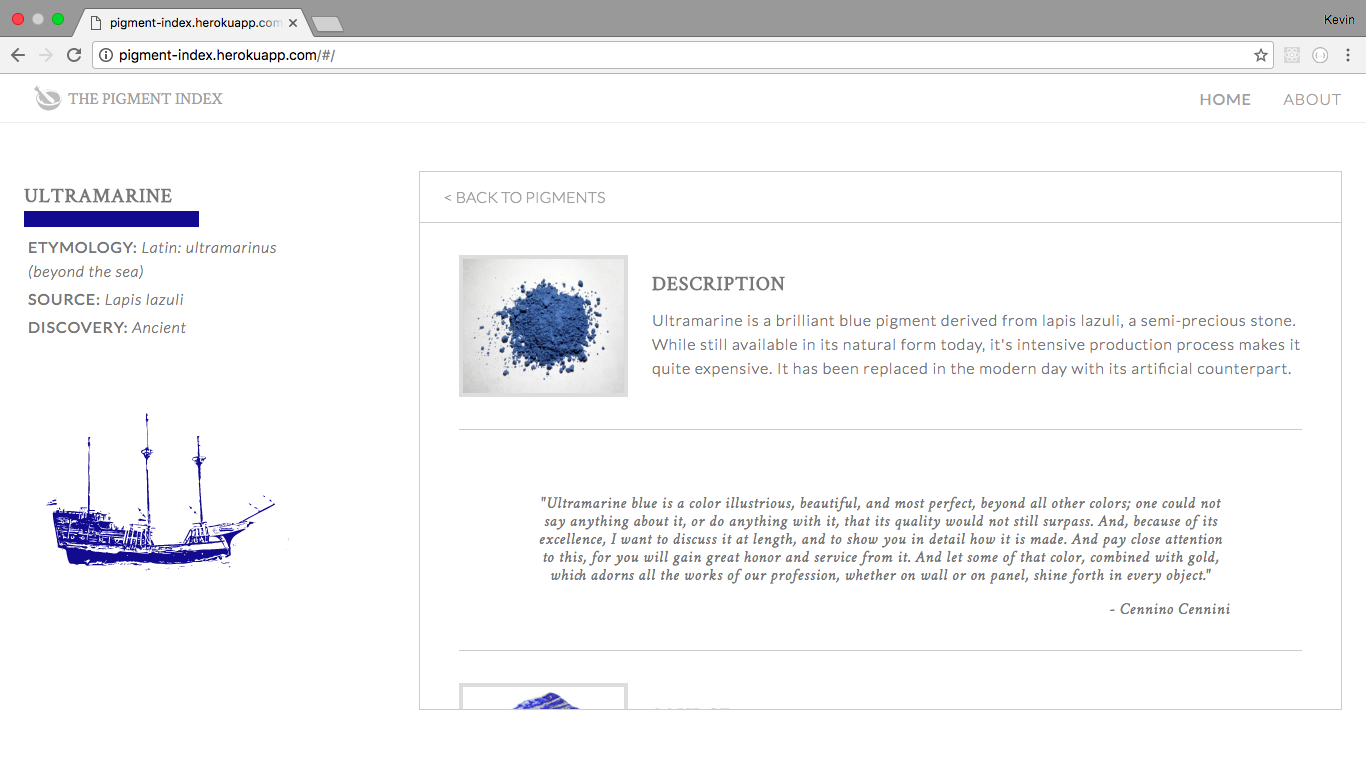 pigment-index.herokuapp.com
Kevin
pigment-index.herokuapp.com/#/
THE PIGMENT INDEX
HOME
ABOUT
ULTRAMARINE
ETYMOLOGY: Latin: ultramarinus
(beyond the sea)
SOURCE: Lapis lazuli
DISCOVERY: Ancient
< BACK TO PIGMENTS
DESCRIPTION
Ultramarine is a brilliant blue pigment derived from lapis lazuli, a semi-precious stone.
While still available in its natural form today, it's intensive production process makes it
quite expensive. It has been replaced in the modern day with its artificial counterpart.
"Ultramarine blue is a color illustrious, beautiful, and most perfect, beyond all other colors; one could not
say anything about it, or do anything with it, that its quality would not still surpass. And, because of its
excellence, I want to discuss it at length, and to show you in detail how it is made. And pay close attention
to this, for you will gain great honor and service from it. And let some of that color, combined with gold,
which adorns all the works of our profession, whether on wall or on panel, shine forth in every object."
- Cennino Cennini